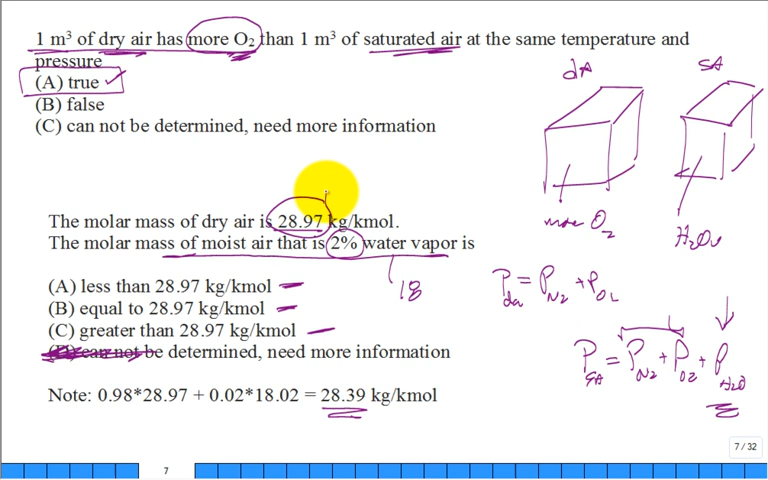 1 m³ of dry air has more O₂ than 1 m³ of saturated air at the same temperature and
pressure
(A) true ✓
(B) false
(C) can not be determined, need more information
dA
SA
more O₂
H₂O
The molar mass of dry air is 28.97 kg/kmol.
The molar mass of moist air that is 2% water vapor is
18
(A) less than 28.97 kg/kmol
(B) equal to 28.97 kg/kmol
(C) greater than 28.97 kg/kmol
be determined, need more information
Note: 0.98*28.97 + 0.02*18.02 = 28.39 kg/kmol
P_da = P_N2 + P_O2
P_SA = P_N2 + P_O2 + P_H2O
7 / 32
7